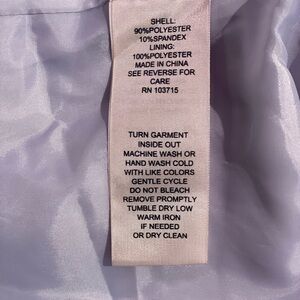 SHELL:
90%POLYESTER
10%SPANDEX
LINING:
100%POLYESTER
MADE IN CHINA
SEE REVERSE FOR
CARE
RN 103715
TURN GARMENT
INSIDE OUT
MACHINE WASH OR
HAND WASH COLD
WITH LIKE COLORS
GENTLE CYCLE
DO NOT BLEACH
REMOVE PROMPTLY
TUMBLE DRY LOW
WARM IRON
IF NEEDED
OR DRY CLEAN